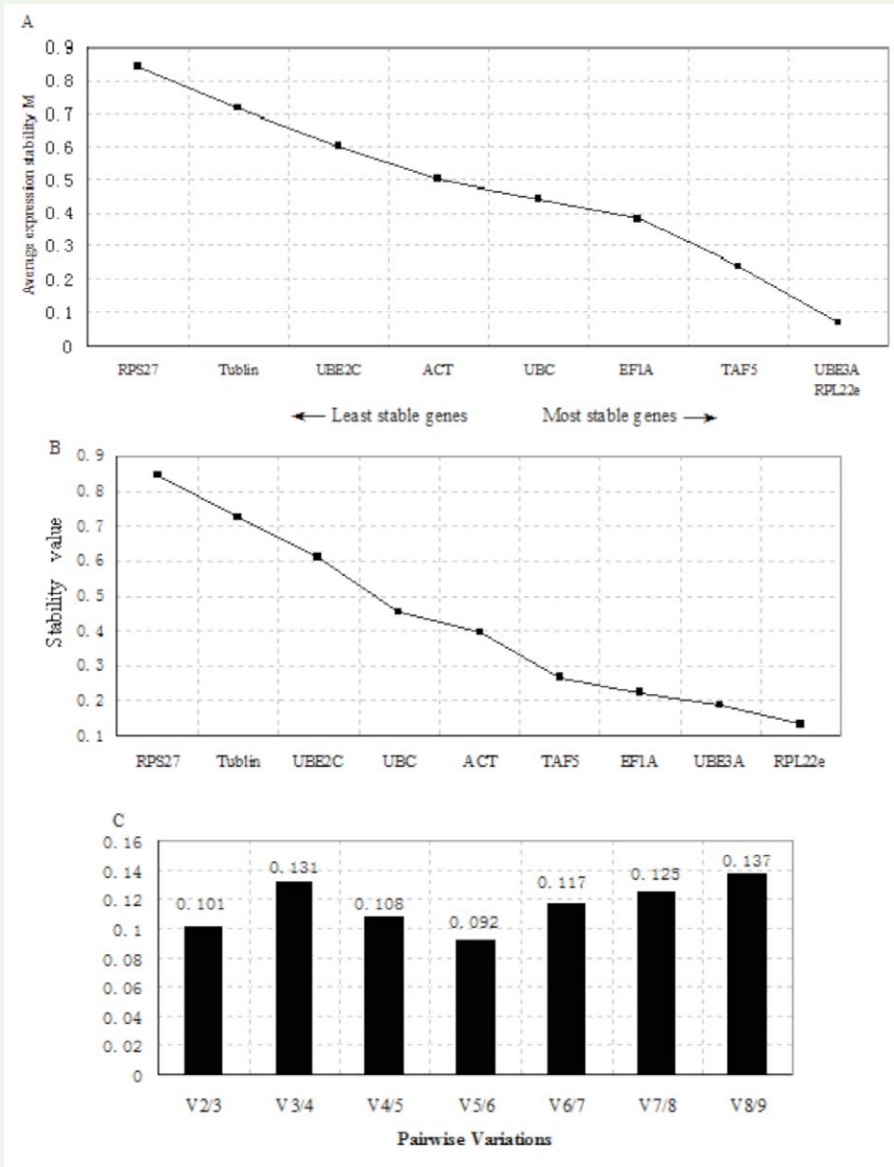 A
Average expression stability M
0. 9
0. 8
0. 7
0. 6
0. 5
0. 4
0. 3
0. 2
0. 1
0
RPS27 Tublin UBE2C ACT UBC EF1A TAF5 UBE3A
RPL22e
← Least stable genes Most stable genes →
B
Stability value
0. 9
0. 8
0. 7
0. 6
0. 5
0. 4
0. 3
0. 2
0. 1
RPS27 Tublin UBE2C UBC ACT TAF5 EF1A UBE3A RPL22e
C
0. 16
0. 14
0. 12
0. 1
0. 08
0. 06
0. 04
0. 02
0
0. 101 0. 131 0. 108 0. 092 0. 117 0. 125 0. 137
V2/3 V3/4 V4/5 V5/6 V6/7 V7/8 V8/9
Pairwise Variations